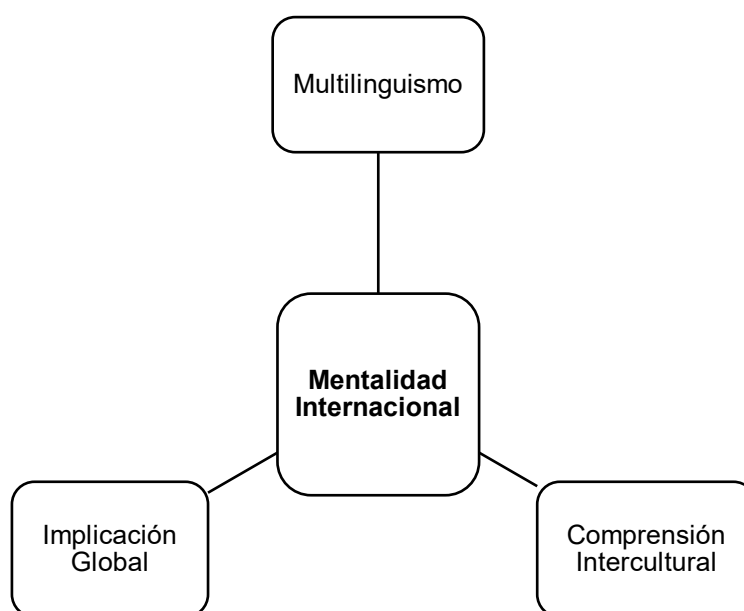 Multilinguismo
Mentalidad
Internacional
Implicación
Global
Comprensión
Intercultural